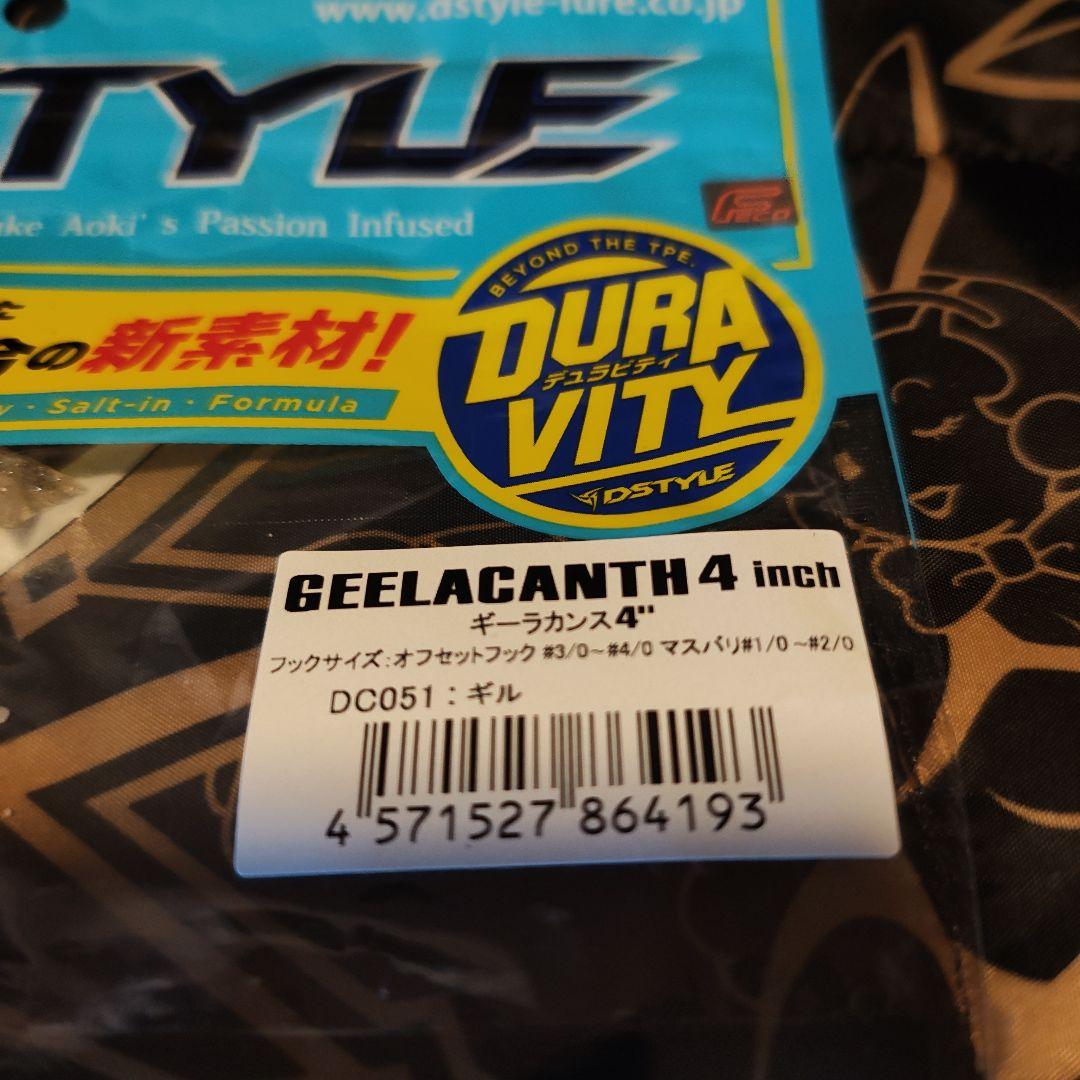 www.dstyle-lure.co.jp
STYLE
ke Aoki's Passion Infused
FECO
の新素材!
y・Salt-in・Formula
BEYOND THE TPE.
DURA
デュラビティ
VITY
DSTYLE
GEELACANTH 4 inch
ギーラカンス4"
フックサイズ:オフセットフック #3/0~#4/0 マスバリ#1/0~#2/0
DC051:ギル
4 571527 864193